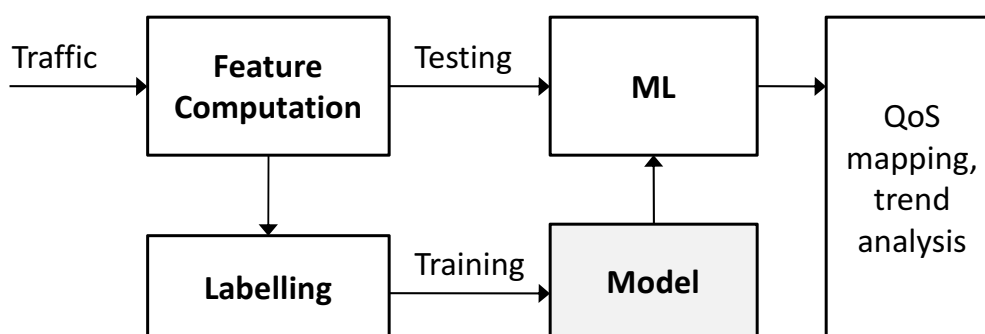 Traffic
Feature
Computation
Testing
ML
QoS
mapping,
trend
analysis
Labelling
Training
Model